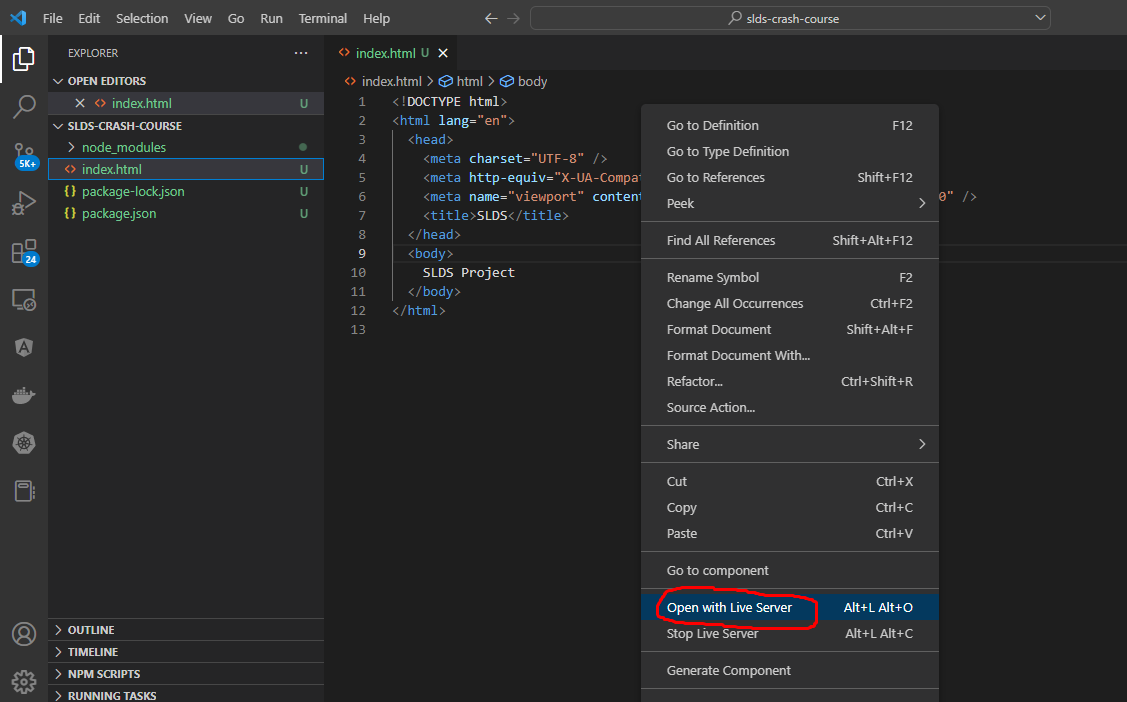 File Edit Selection View Go Run Terminal Help
slds-crash-course
EXPLORER
OPEN EDITORS
index.html U
SLDS-CRASH-COURSE
node_modules
index.html U
package-lock.json U
package.json U
5K+
24
OUTLINE
TIMELINE
NPM SCRIPTS
RUNNING TASKS
index.html U
index.html > html > body
1 <!DOCTYPE html>
2 <html lang="en">
3 <head>
4 <meta charset="UTF-8" />
5 <meta http-equiv="X-UA-Compat
6 <meta name="viewport" content 0" />
7 <title>SLDS</title>
8 </head>
9 <body>
10 SLDS Project
11 </body>
12 </html>
13
Go to Definition F12
Go to Type Definition
Go to References Shift+F12
Peek
Find All References Shift+Alt+F12
Rename Symbol F2
Change All Occurrences Ctrl+F2
Format Document Shift+Alt+F
Format Document With...
Refactor... Ctrl+Shift+R
Source Action...
Share
Cut Ctrl+X
Copy Ctrl+C
Paste Ctrl+V
Go to component
Open with Live Server Alt+L Alt+O
Stop Live Server Alt+L Alt+C
Generate Component